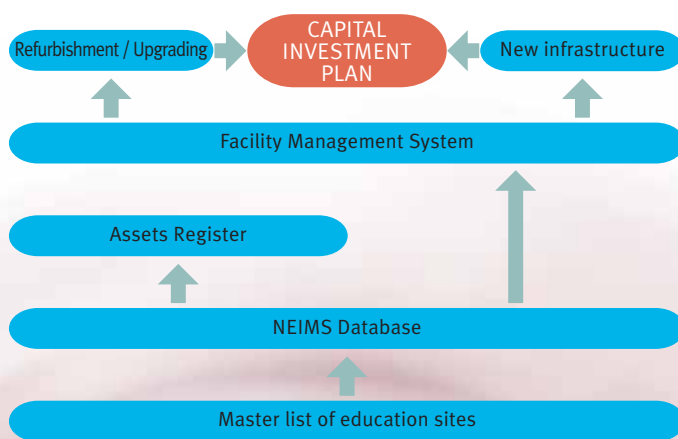 Refurbishment / Upgrading
CAPITAL
INVESTMENT
PLAN
New infrastructure
Facility Management System
Assets Register
NEIMS Database
Master list of education sites